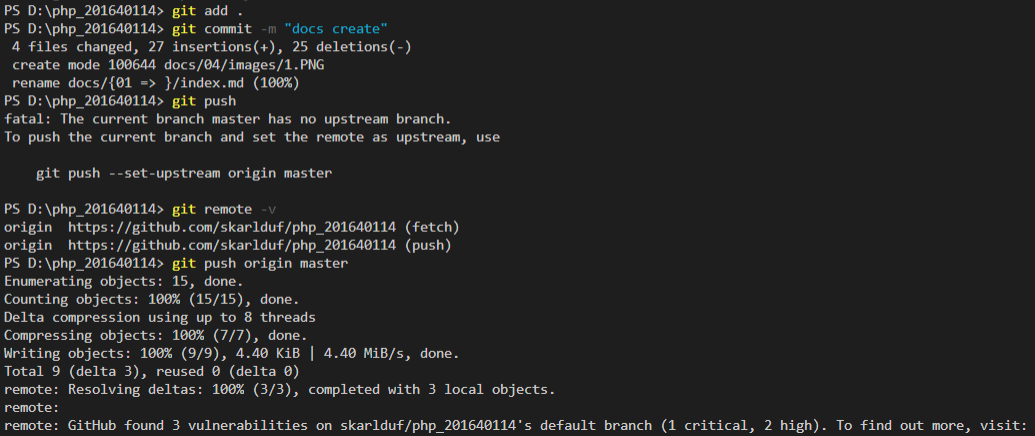 PS D:\php_201640114> git add .
PS D:\php_201640114> git commit -m "docs create"
 4 files changed, 27 insertions(+), 25 deletions(-)
 create mode 100644 docs/04/images/1.PNG
 rename docs/{01 => }/index.md (100%)
PS D:\php_201640114> git push
fatal: The current branch master has no upstream branch.
To push the current branch and set the remote as upstream, use
    git push --set-upstream origin master
PS D:\php_201640114> git remote -v
origin  https://github.com/skarlduf/php_201640114 (fetch)
origin  https://github.com/skarlduf/php_201640114 (push)
PS D:\php_201640114> git push origin master
Enumerating objects: 15, done.
Counting objects: 100% (15/15), done.
Delta compression using up to 8 threads
Compressing objects: 100% (7/7), done.
Writing objects: 100% (9/9), 4.40 KiB | 4.40 MiB/s, done.
Total 9 (delta 3), reused 0 (delta 0)
remote: Resolving deltas: 100% (3/3), completed with 3 local objects.
remote:
remote: GitHub found 3 vulnerabilities on skarlduf/php_201640114's default branch (1 critical, 2 high). To find out more, visit: